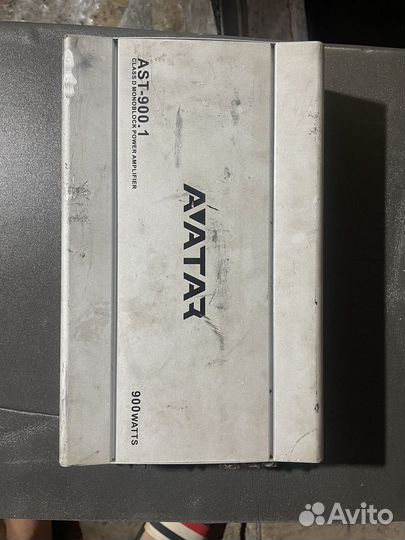 AST-900.1
CLASS D MONOBLOCK POWER AMPLIFIER
AVATAR
900WATTS
Avito